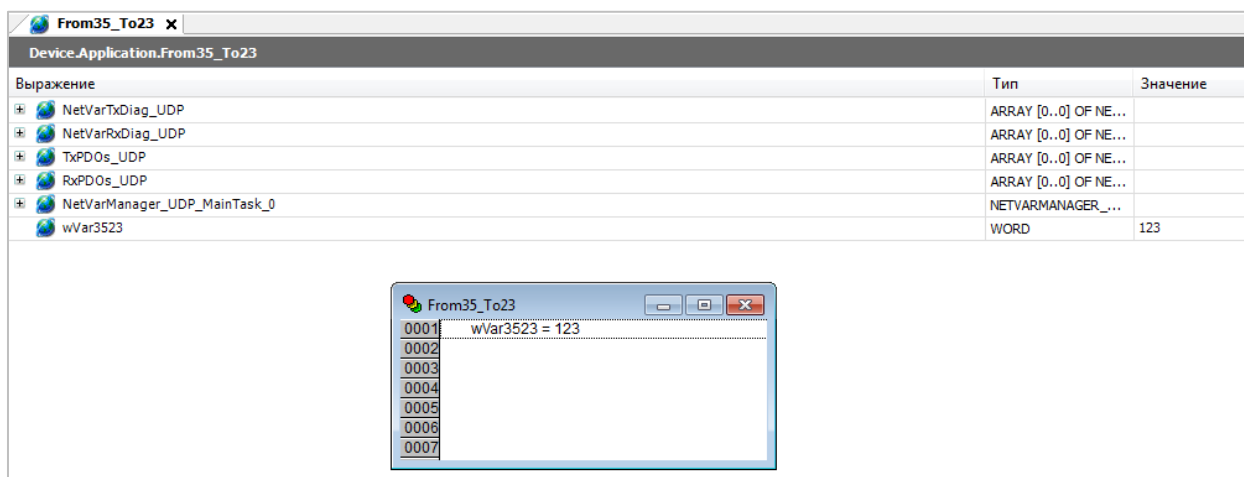 From35_To23 x
Device.Application.From35_To23
Выражение Тип Значение
NetVarTxDiag_UDP ARRAY [0..0] OF NE...
NetVarRxDiag_UDP ARRAY [0..0] OF NE...
TxPDOs_UDP ARRAY [0..0] OF NE...
RxPDOs_UDP ARRAY [0..0] OF NE...
NetVarManager_UDP_MainTask_0 NETVARMANAGER_...
wVar3523 WORD 123
From35_To23
0001 wVar3523 = 123
0002
0003
0004
0005
0006
0007